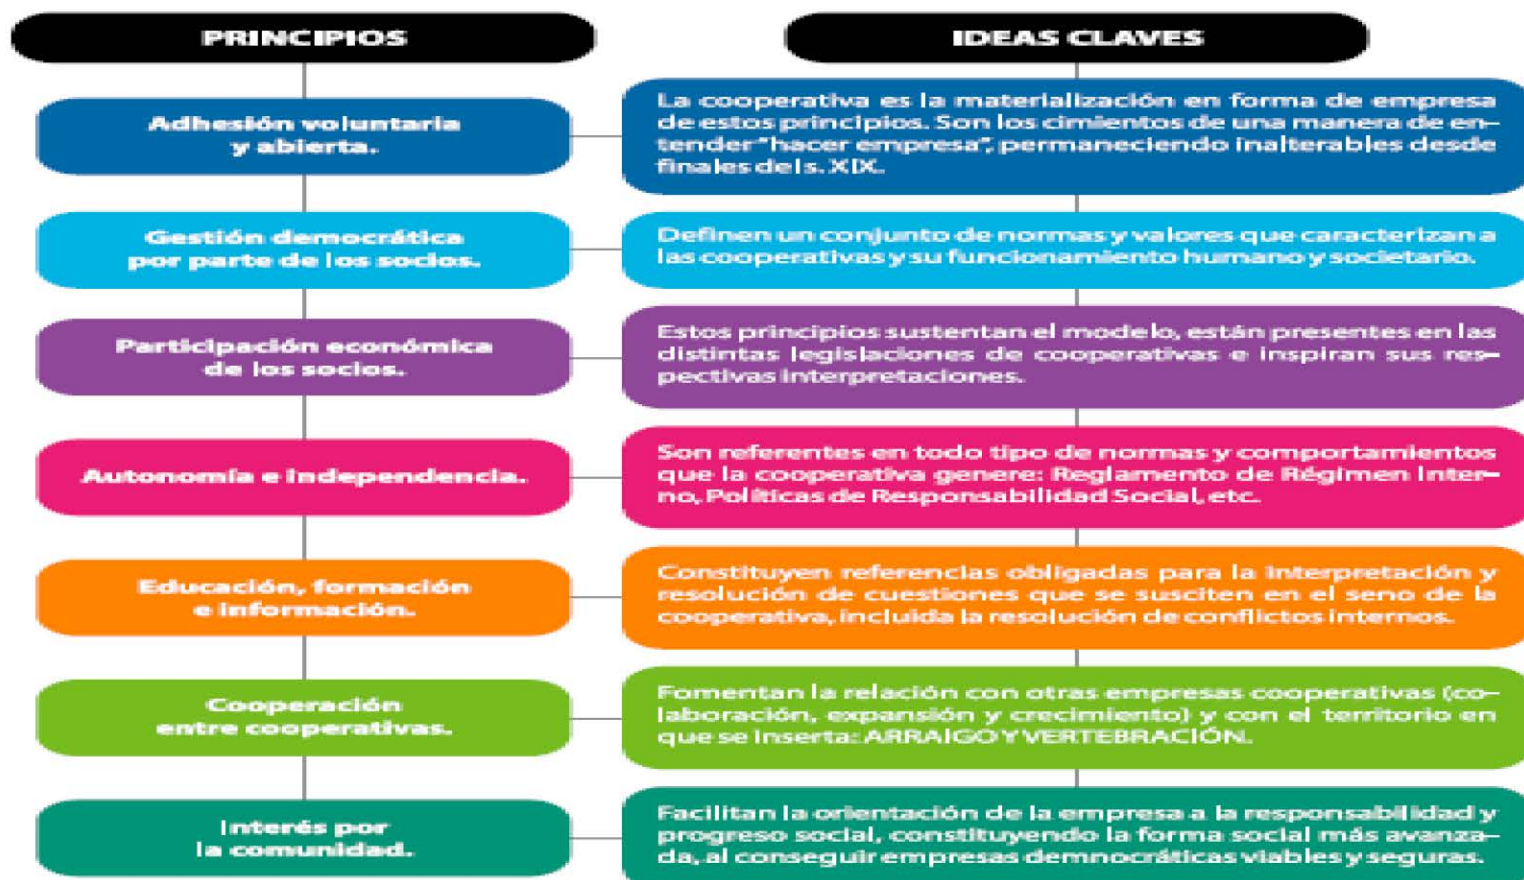 PRINCIPIOS
IDEAS CLAVES
Adhesión voluntaria
y abierta.
La cooperativa es la materialización en forma de empresa
de estos principios. Son los cimientos de una manera de en-
tender "hacer empresa", permaneciendo inalterables desde
finales del s. XIX.
Gestión democrática
por parte de los socios.
Definen un conjunto de normas y valores que caracterizan a
las cooperativas y su funcionamiento humano y societario.
Participación económica
de los socios.
Estos principios sustentan el modelo, están presentes en las
distintas legislaciones de cooperativas e inspiran sus res-
pectivas interpretaciones.
Autonomía e independencia.
Son referentes en todo tipo de normas y comportamientos
que la cooperativa genere: Reglamento de Régimen Inter-
no, Políticas de Responsabilidad Social, etc.
Educación, formación
e información.
Constituyen referencias obligadas para la interpretación y
resolución de cuestiones que se susciten en el seno de la
cooperativa, incluida la resolución de conflictos internos.
Cooperación
entre cooperativas.
Fomentan la relación con otras empresas cooperativas (co-
laboración, expansión y crecimiento) y con el territorio en
que se inserta: ARRAIGO Y VERTEBRACIÓN.
Interés por
la comunidad.
Facilitan la orientación de la empresa a la responsabilidad y
progreso social, constituyendo la forma social más avanza-
da, al conseguir empresas demnocráticas viables y seguras.